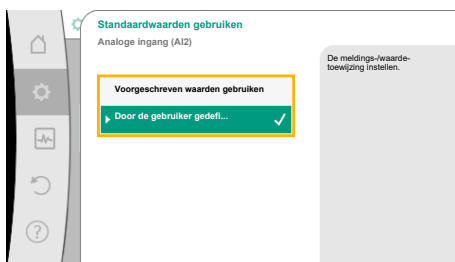 Standaardwaarden gebruiken
Analoge ingang (AI2)
De meldings-/waarde-
toewijzing instellen.
Voorgeschreven waarden gebruiken
Door de gebruiker gedefi...